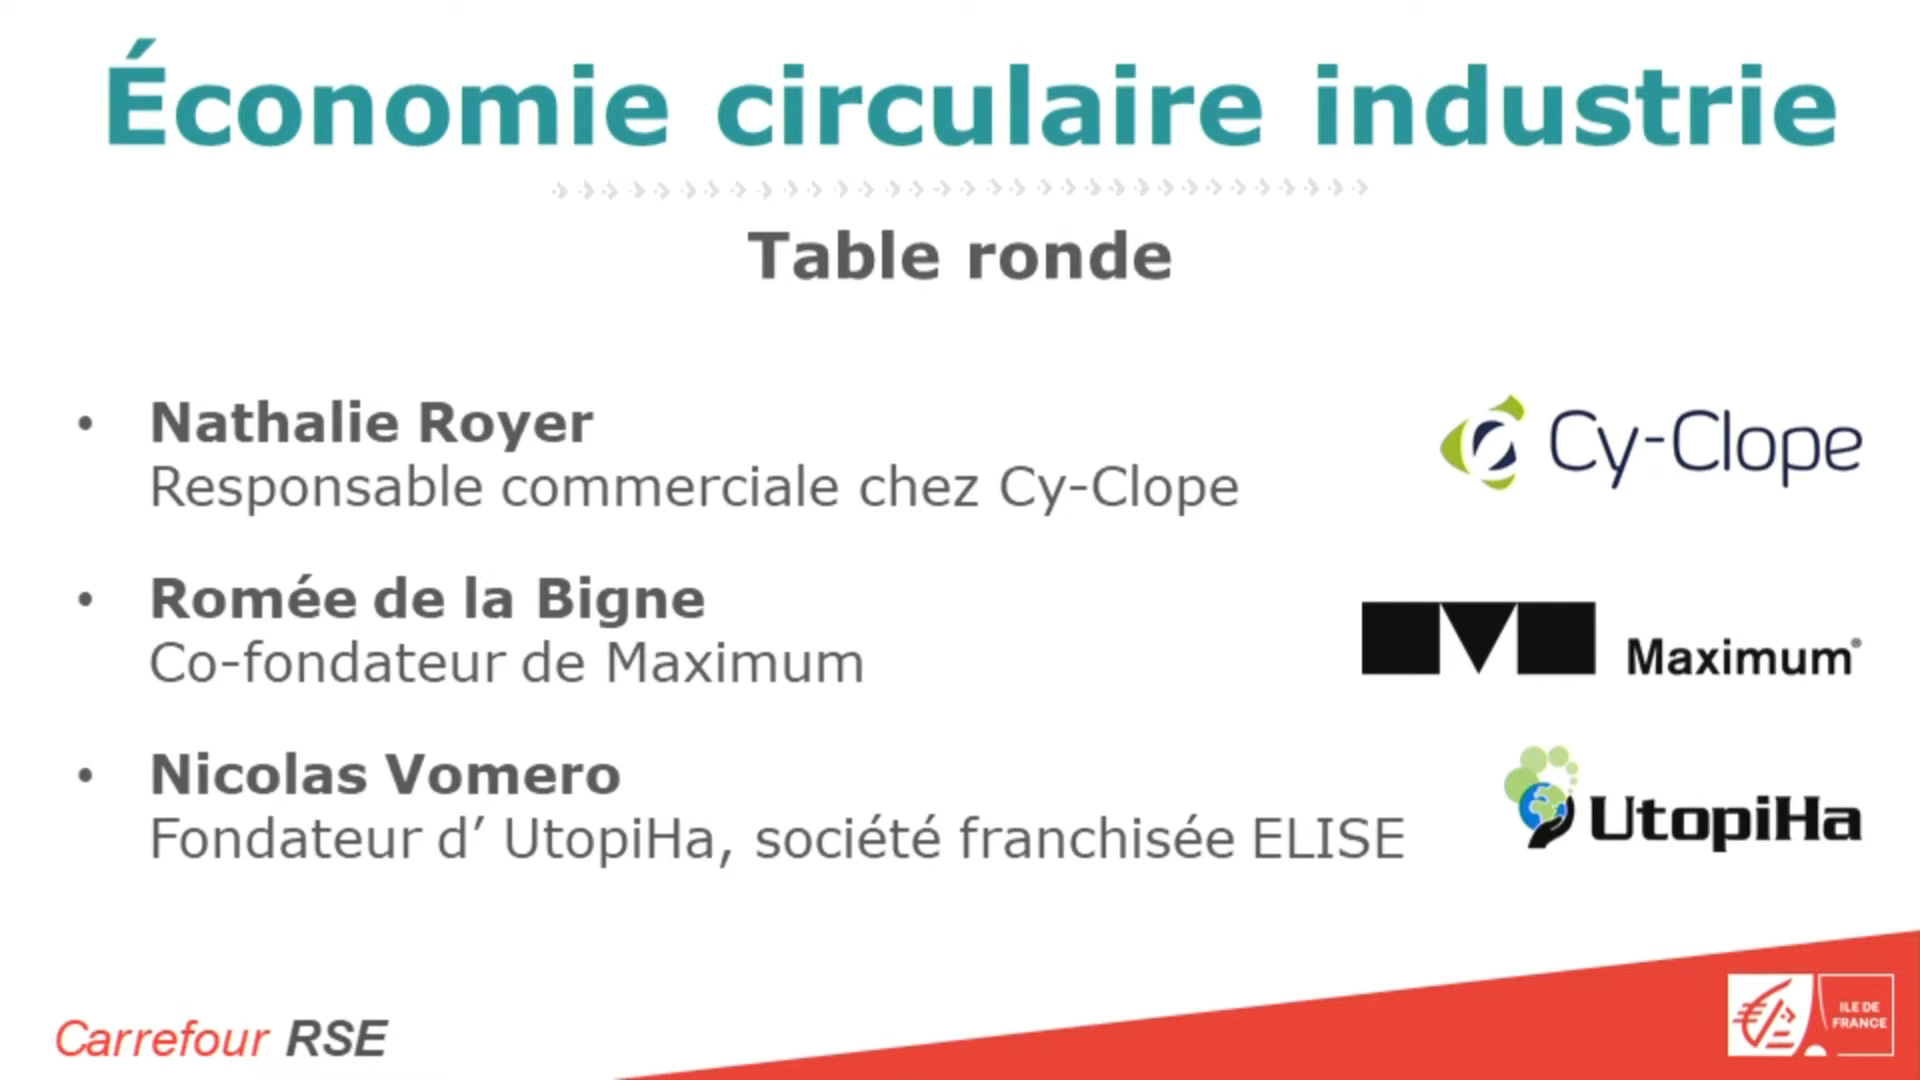 Économie circulaire industrie
Table ronde
• Nathalie Royer
Responsable commerciale chez Cy-Clope
Cy-Clope
• Romée de la Bigne
Co-fondateur de Maximum
Maximum®
• Nicolas Vomero
Fondateur d’ UtopiHa, société franchisée ELISE
UtopiHa
Carrefour RSE
ILE DE
FRANCE